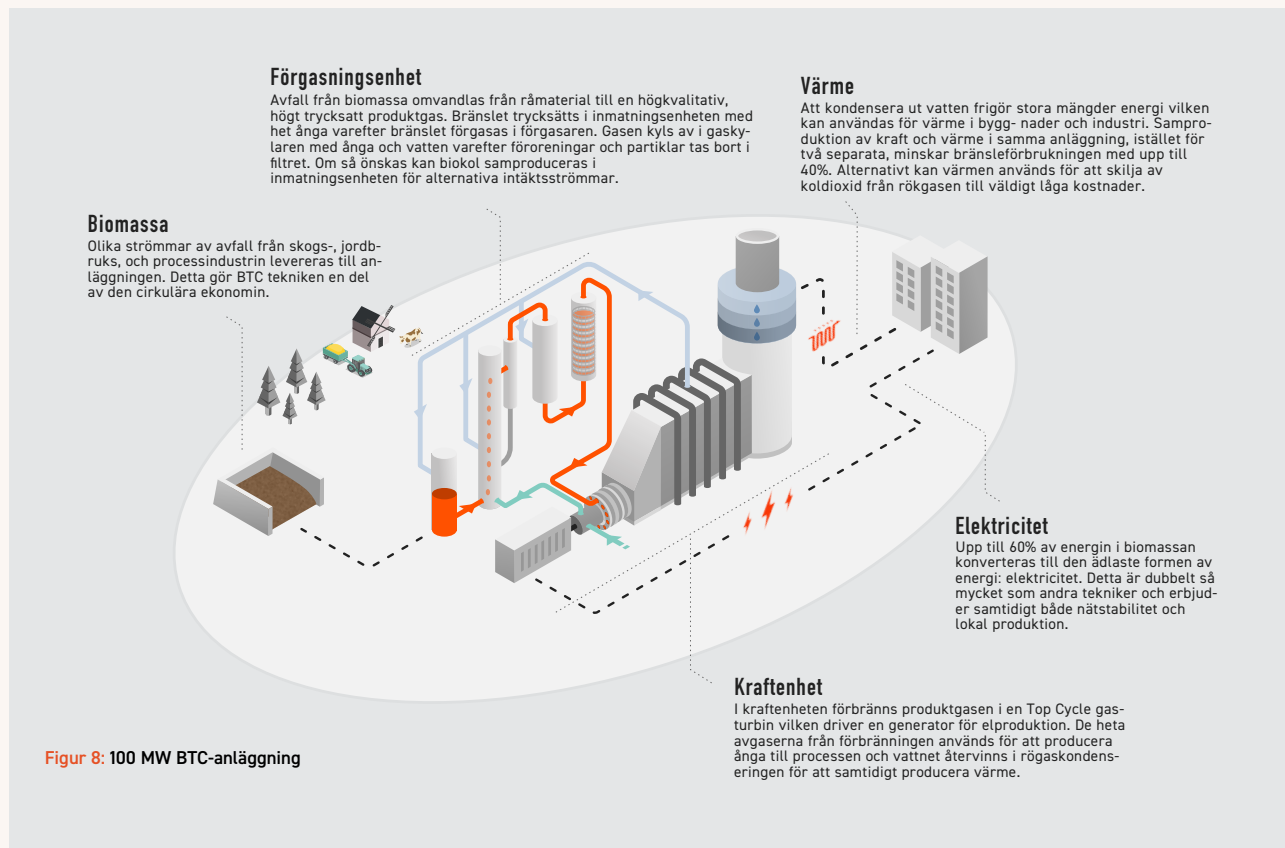 Förgasningsenhet
Avfall från biomassa omvandlas från råmaterial till en högkvalitativ,
högt trycksatt produktgas. Bränslet trycksätts i inmatningsenheten med
het ånga varefter bränslet förgasas i förgasaren. Gasen kyls av i gasky-
laren med ånga och vatten varefter föroreningar och partiklar tas bort i
filtret. Om så önskas kan biokol samproduceras i
inmatningsenheten för alternativa intäktsströmmar.
Värme
Att kondensera ut vatten frigör stora mängder energi vilken
kan användas för värme i bygg- nader och industri. Sampro-
duktion av kraft och värme i samma anläggning, istället för
två separata, minskar bränsleförbrukningen med upp till
40%. Alternativt kan värmen används för att skilja av
koldioxid från rökgasen till väldigt låga kostnader.
Biomassa
Olika strömmar av avfall från skogs-, jordb-
ruks, och processindustrin levereras till an-
läggningen. Detta gör BTC tekniken en del
av den cirkulära ekonomin.
Elektricitet
Upp till 60% av energin i biomassan
konverteras till den ädlaste formen av
energi: elektricitet. Detta är dubbelt så
mycket som andra tekniker och erbjud-
er samtidigt både nätstabilitet och
lokal produktion.
Kraftenhet
I kraftenheten förbränns produktgasen i en Top Cycle gas-
turbin vilken driver en generator för elproduktion. De heta
avgaserna från förbränningen används för att producera
ånga till processen och vattnet återvinns i rögaskondens-
eringen för att samtidigt producera värme.
Figur 8: 100 MW BTC-anläggning